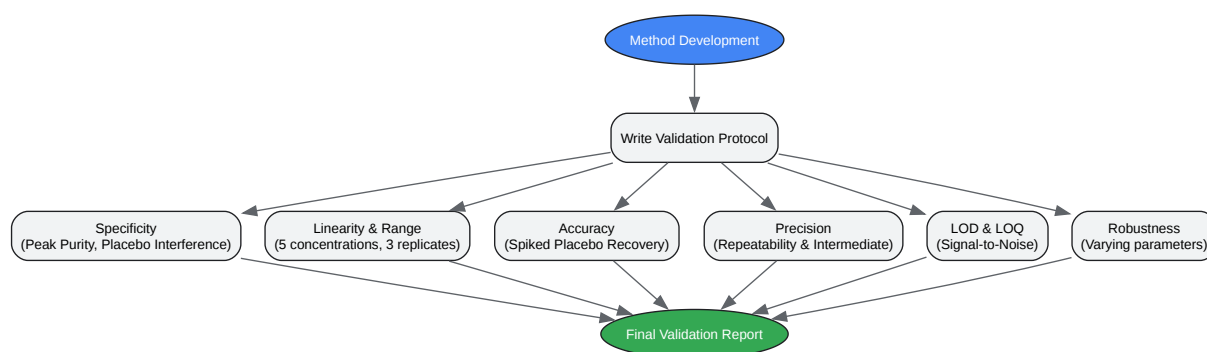 Method Development
Write Validation Protocol
Specificity
(Peak Purity, Placebo Interference)
Linearity & Range
(5 concentrations, 3 replicates)
Accuracy
(Spiked Placebo Recovery)
Precision
(Repeatability & Intermediate)
LOD & LOQ
(Signal-to-Noise)
Robustness
(Varying parameters)
Final Validation Report